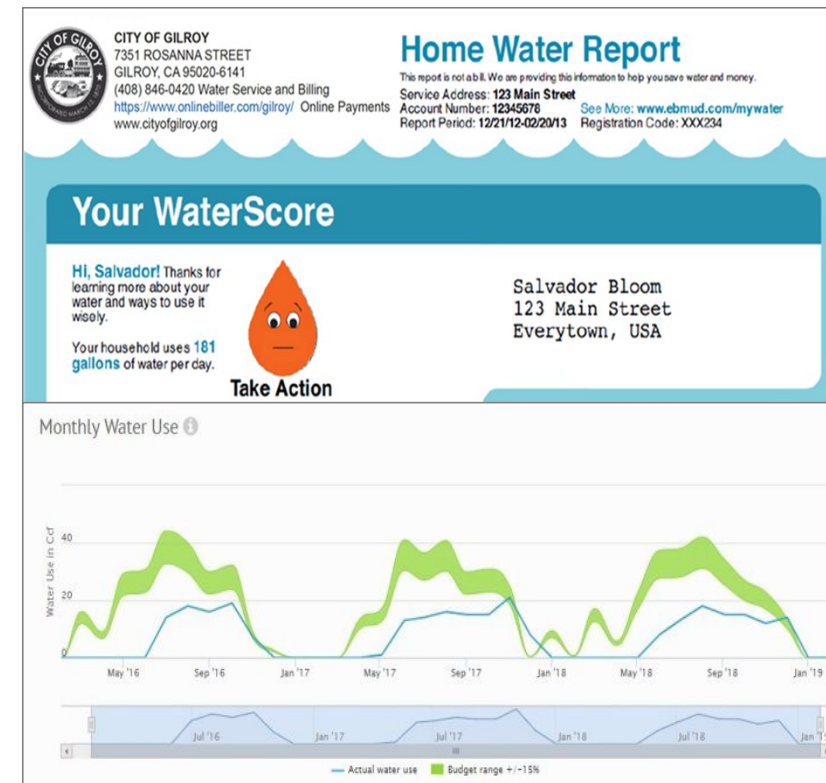 CITY OF GILROY
CITY OF GILROY
7351 ROSANNA STREET
GILROY, CA 95020-6141
(408) 846-0420 Water Service and Billing
https://www.onlinebiller.com/gilroy/ Online Payments
www.cityofgilroy.org
Home Water Report
This report is not a bill. We are providing this information to help you save water and money.
Service Address: 123 Main Street
Account Number: 12345678 See More: www.ebmud.com/mywater
Report Period: 12/21/12-02/20/13 Registration Code: XXX234
Your WaterScore
Hi, Salvador! Thanks for
learning more about your
water and ways to use it
wisely.
Your household uses 181
gallons of water per day.
Take Action
Salvador Bloom
123 Main Street
Everytown, USA
Monthly Water Use
Water Use in Ccf
40
20
0
May '16 Sep '16 Jan '17 May '17 Sep '17 Jan '18 May '18 Sep '18 Jan '19
Jul '16 Jan '17 Jul '17 Jan '18 Jul '18 Jan
Actual water use Budget range +/-15%